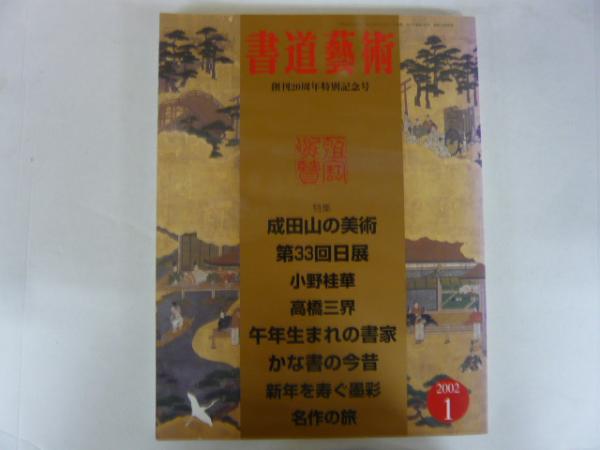 書道藝術
創刊20周年特別記念号
特集
成田山の美術
第33回日展
小野桂華
高橋三界
午年生まれの書家
かな書の今昔
新年を寿ぐ墨彩
名作の旅
2002
1